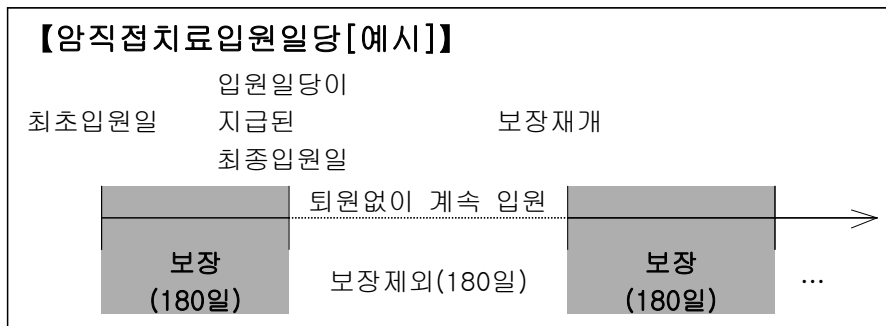 【암직접치료입원일당[예시]】
입원일당이
최초입원일 지급된 보장재개
최종입원일
퇴원없이 계속 입원
보장 보장제외(180일) 보장 ...
(180일) (180일)